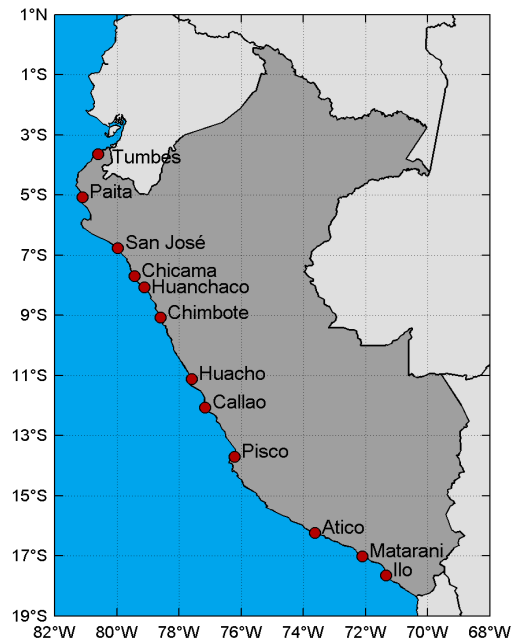 1°N
1°S
3°S
Tumbes
5°S
Paita
San José
7°S
Chicama
Huanchaco
9°S
Chimbote
11°S
Huacho
Callao
13°S
Pisco
15°S
Atico
17°S
Matarani
Ilo
19°S
82°W 80°W 78°W 76°W 74°W 72°W 70°W 68°W